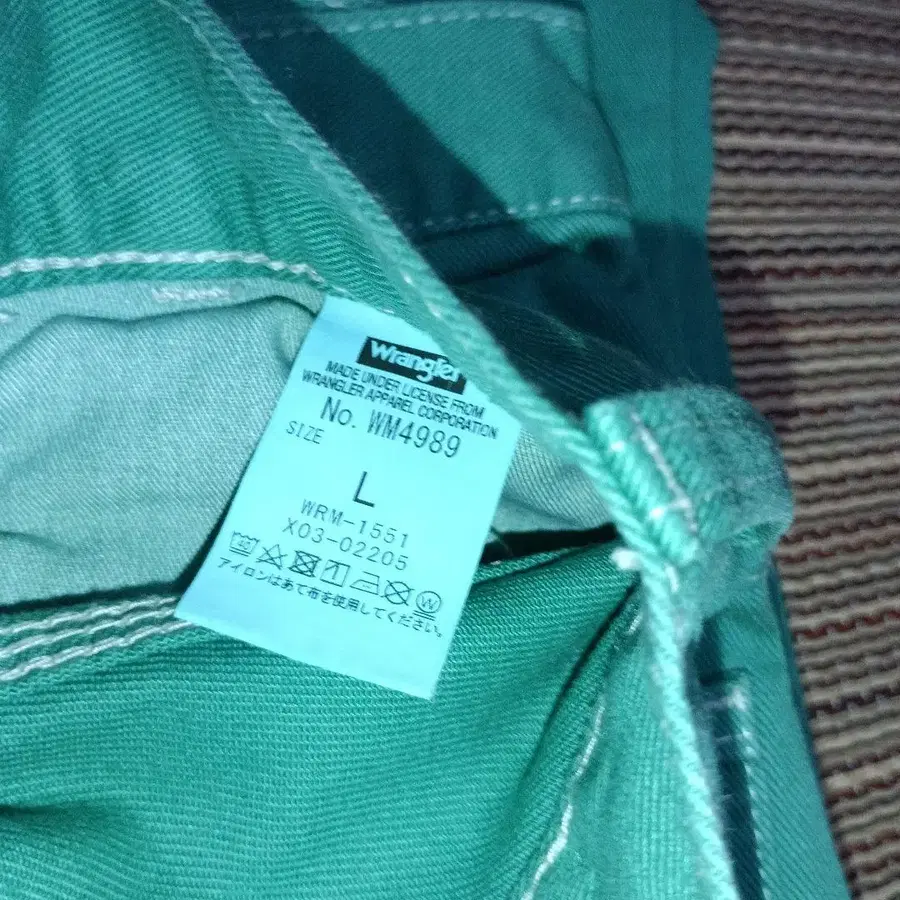 Wrangler
MADE UNDER LICENSE FROM
WRANGLER APPAREL CORPORATION
No. WM4989
SIZE
L
WRM-1551
X03-02205
40
W
アイロンはあて布を使用してください。